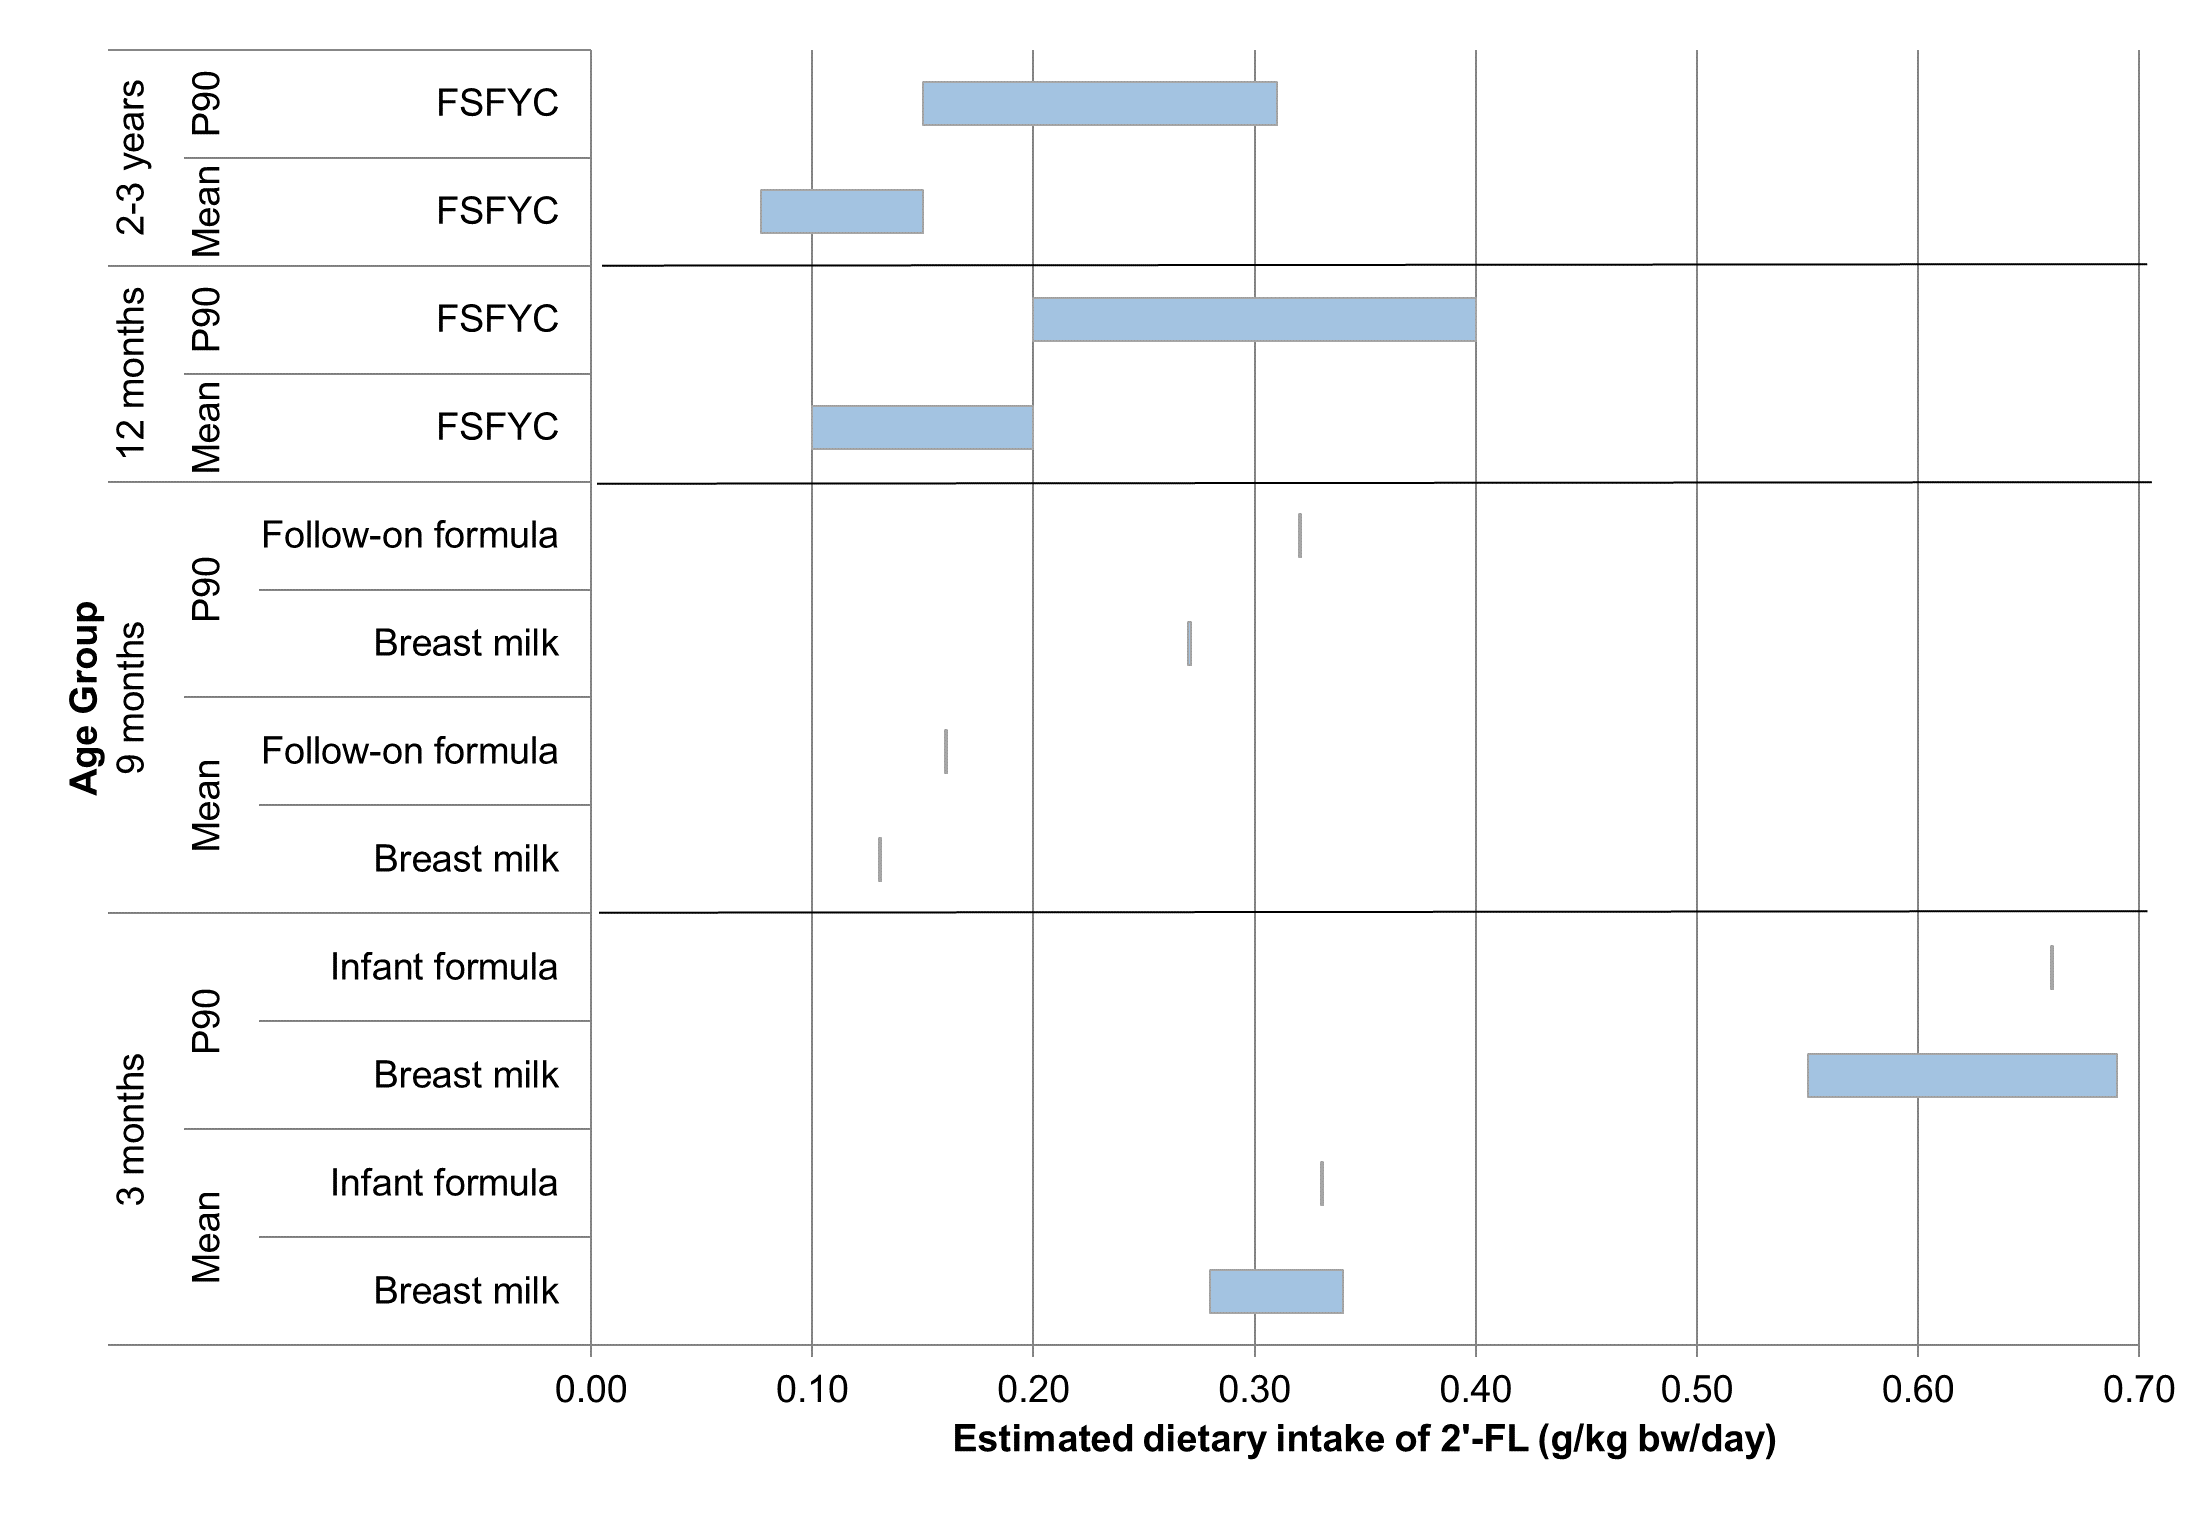 Age Group
2-3 years
P90
FSFYC
Mean
FSFYC
12 months
P90
FSFYC
Mean
FSFYC
9 months
P90
Follow-on formula
Breast milk
Mean
Follow-on formula
Breast milk
3 months
P90
Infant formula
Breast milk
Mean
Infant formula
Breast milk
0.00 0.10 0.20 0.30 0.40 0.50 0.60 0.70
Estimated dietary intake of 2'-FL (g/kg bw/day)